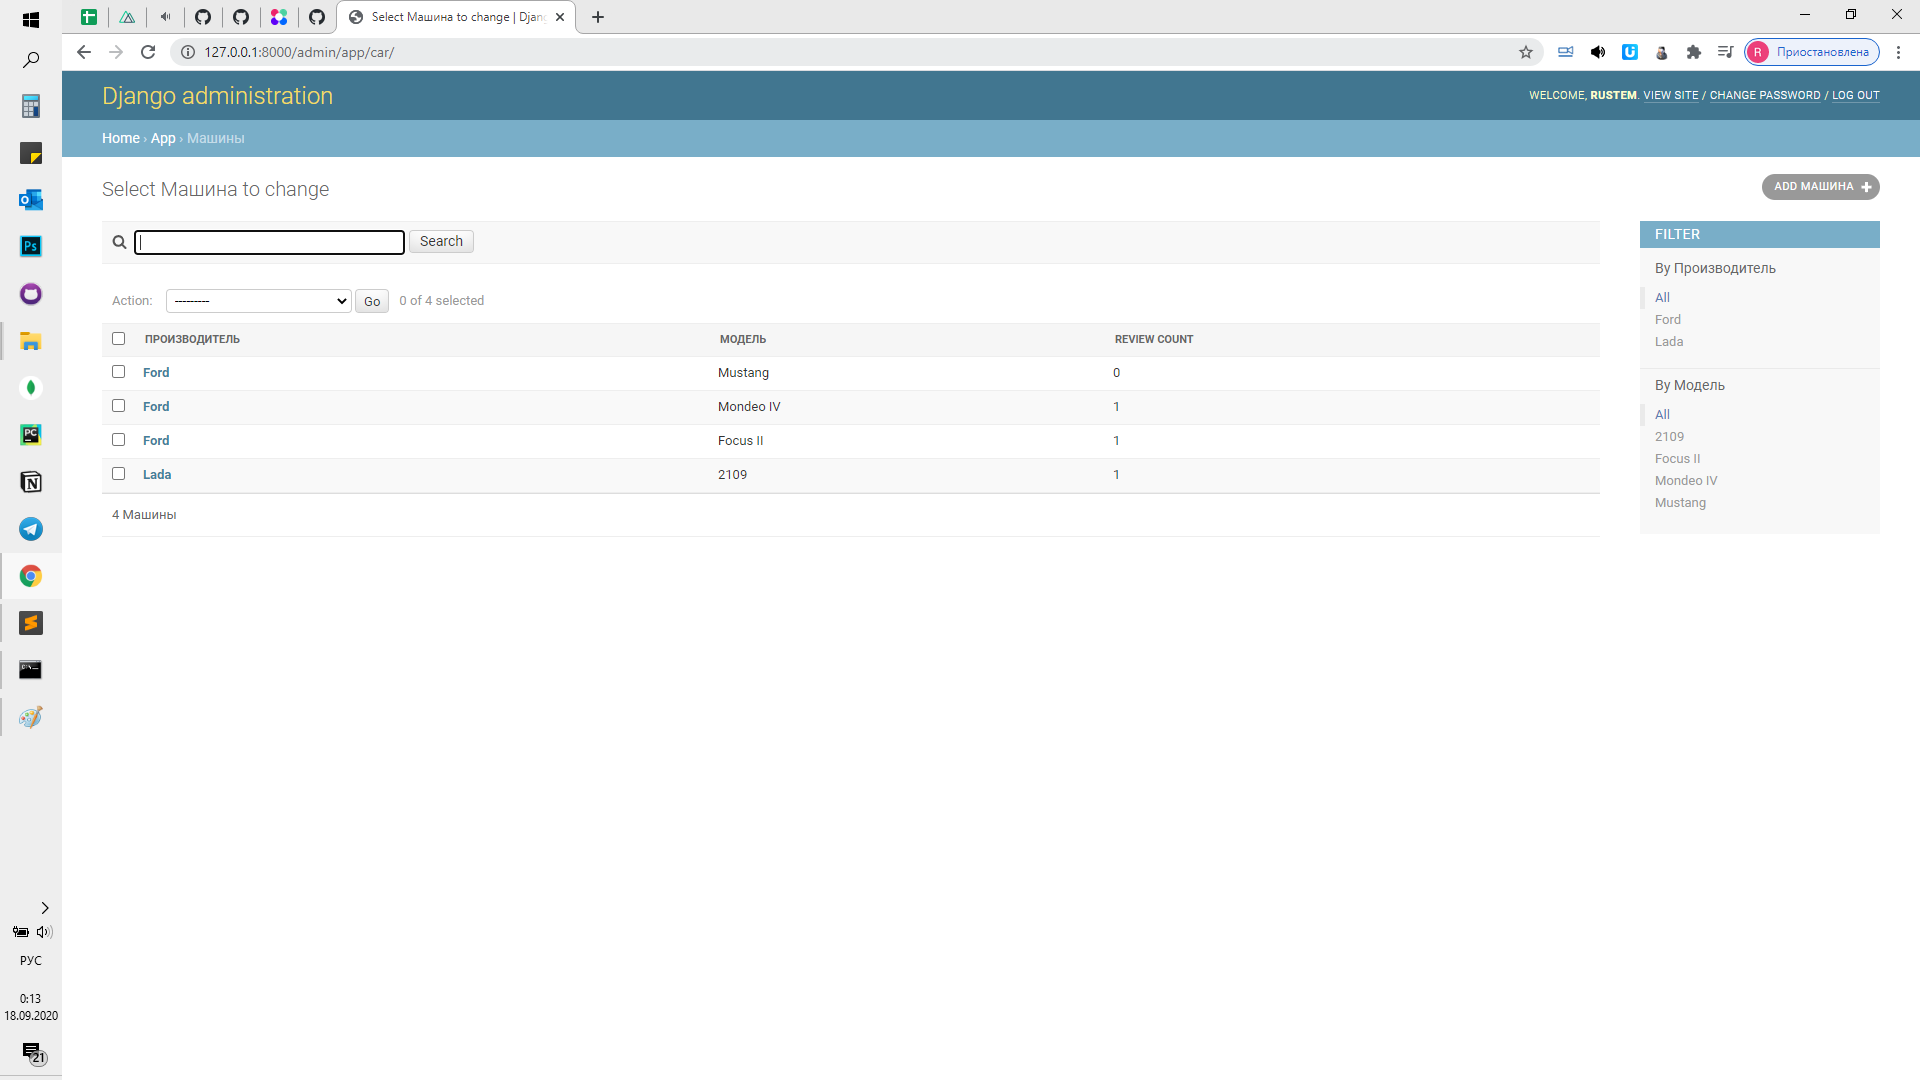 Select Машина to change | Djan
127.0.0.1:8000/admin/app/car/
R Приостановлена
Django administration
WELCOME, RUSTEM. VIEW SITE / CHANGE PASSWORD / LOG OUT
Home › App › Машины
Select Машина to change
ADD МАШИНА
Search
Action: --------- Go 0 of 4 selected
ПРОИЗВОДИТЕЛЬ МОДЕЛЬ REVIEW COUNT
Ford Mustang 0
Ford Mondeo IV 1
Ford Focus II 1
Lada 2109 1
4 Машины
FILTER
By Производитель
All
Ford
Lada
By Модель
All
2109
Focus II
Mondeo IV
Mustang
Ps
PC
N
РУС
0:13
18.09.2020
21